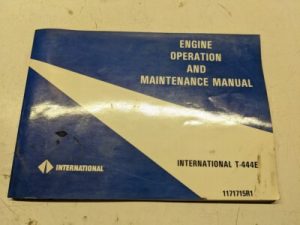 ENGINE
OPERATION
AND
MAINTENANCE MANUAL
INTERNATIONAL T-444E
INTERNATIONAL
1171715R1